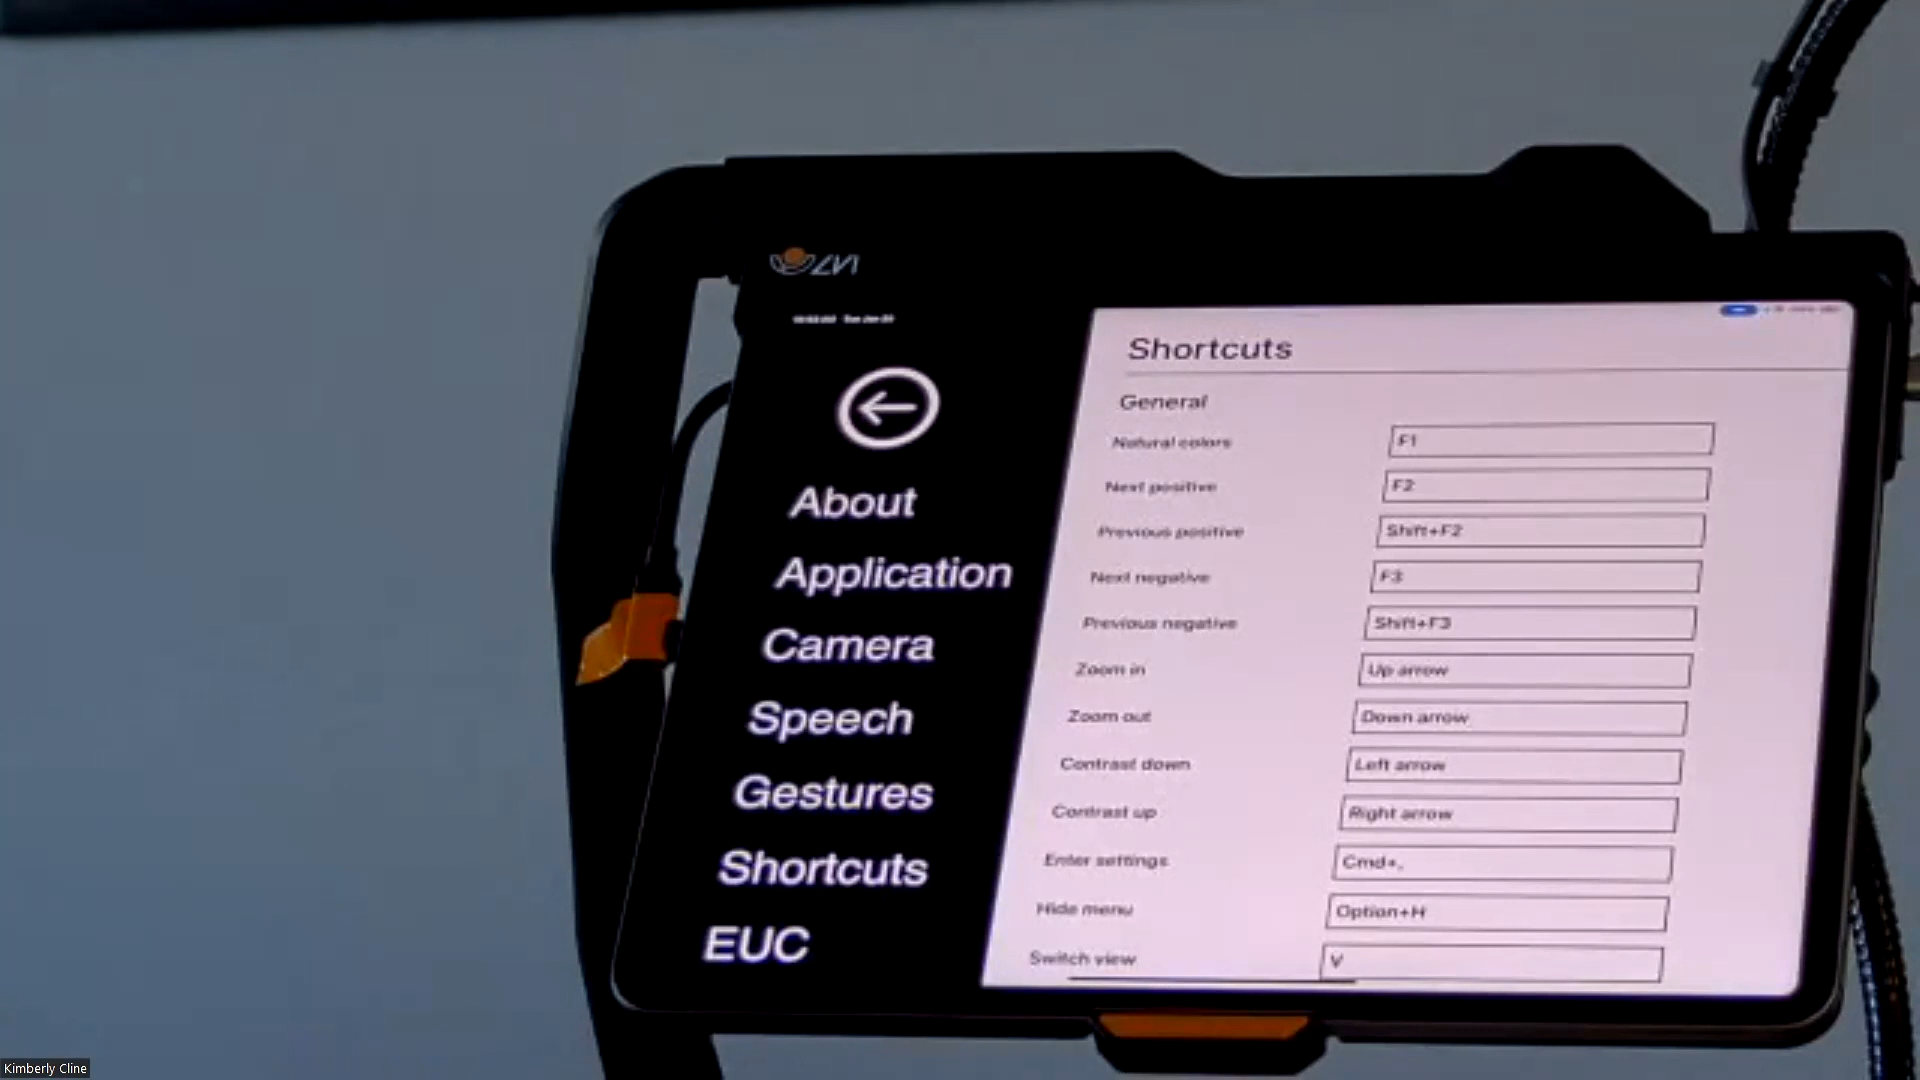 LVI
About
Application
Camera
Speech
Gestures
Shortcuts
EUC
Shortcuts
General
Natural colors F1
Next positive F2
Previous positive Shift+F2
Next negative F3
Previous negative Shift+F3
Zoom in Up arrow
Zoom out Down arrow
Contrast down Left arrow
Contrast up Right arrow
Enter settings Cmd+,
Hide menu Option+H
Switch view V
Kimberly Cline